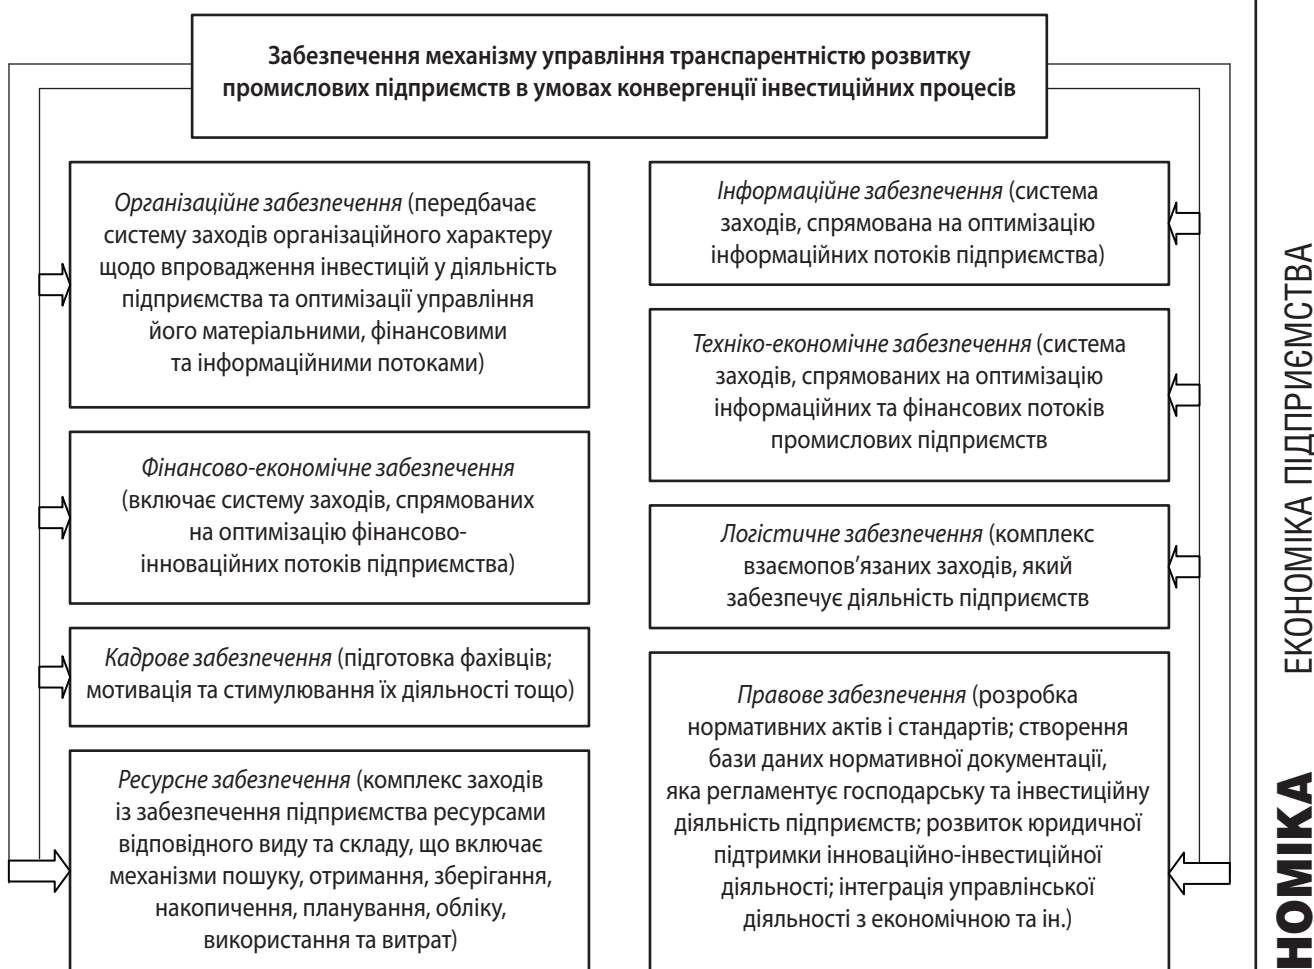 Забезпечення механізму управління транспарентністю розвитку
промислових підприємств в умовах конвергенції інвестиційних процесів
Організаційне забезпечення (передбачає
систему заходів організаційного характеру
щодо впровадження інвестицій у діяльність
підприємства та оптимізації управління
його матеріальними, фінансовими
та інформаційними потоками)
Фінансово-економічне забезпечення
(включає систему заходів, спрямованих
на оптимізацію фінансово-
інноваційних потоків підприємства)
Кадрове забезпечення (підготовка фахівців;
мотивація та стимулювання їх діяльності тощо)
Ресурсне забезпечення (комплекс заходів
із забезпечення підприємства ресурсами
відповідного виду та складу, що включає
механізми пошуку, отримання, зберігання,
накопичення, планування, обліку,
використання та витрат)
Інформаційне забезпечення (система
заходів, спрямована на оптимізацію
інформаційних потоків підприємства)
Техніко-економічне забезпечення (система
заходів, спрямованих на оптимізацію
інформаційних та фінансових потоків
промислових підприємств
Логістичне забезпечення (комплекс
взаємопов’язаних заходів, який
забезпечує діяльність підприємств
Правове забезпечення (розробка
нормативних актів і стандартів; створення
бази даних нормативної документації,
яка регламентує господарську та інвестиційну
діяльність підприємств; розвиток юридичної
підтримки інноваційно-інвестиційної
діяльності; інтеграція управлінської
діяльності з економічною та ін.)
НОМІКА ЕКОНОМІКА ПІДПРИЄМСТВА